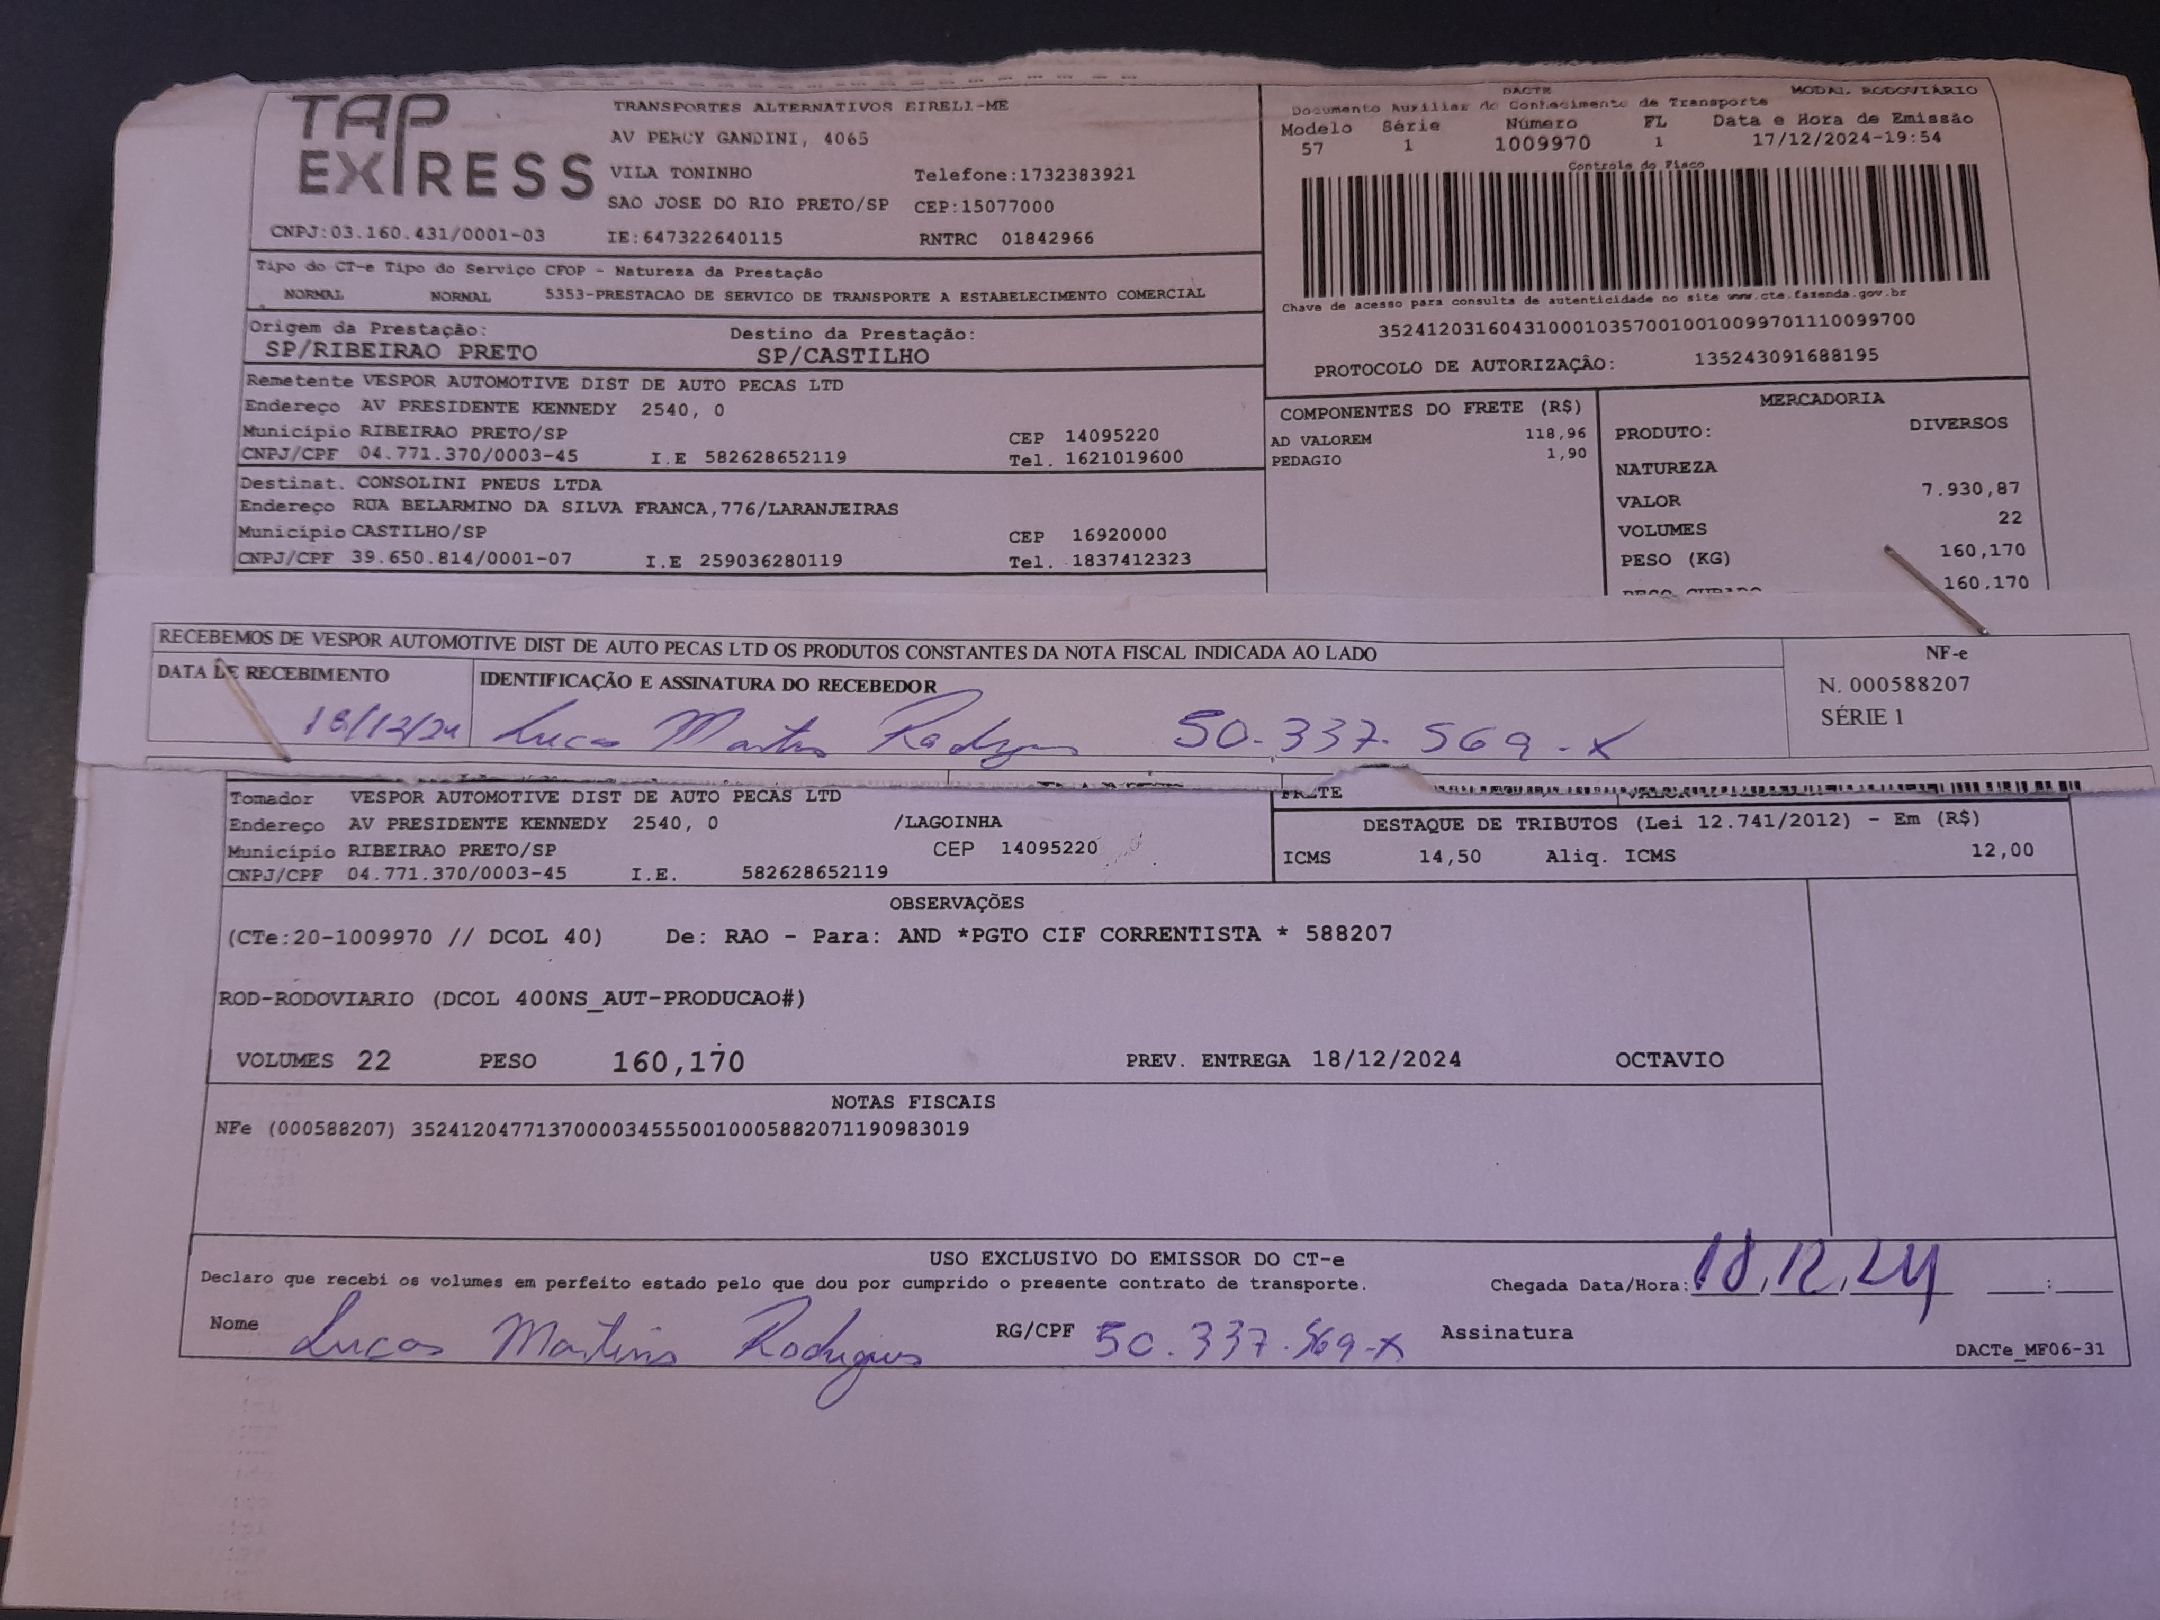 TAP EXPRESS
TRANSPORTES ALTERNATIVOS EIRELI-ME
AV PERCY GANDINI, 4065
VILA TONINHO Telefone:1732383921
SAO JOSE DO RIO PRETO/SP CEP:15077000
CNPJ:03.160.431/0001-03 IE:647322640115 RNTRC 01842966
DACTE MODAL RODOVIÁRIO
Documento Auxiliar do Conhecimento de Transporte
Modelo Série Número FL Data e Hora de Emissão
57 1 1009970 1 17/12/2024-19:54
Controle do Fisco
Chave de acesso para consulta de autenticidade no site www.cte.fazenda.gov.br
35241203160431000103570010010099701110099700
PROTOCOLO DE AUTORIZAÇÃO: 135243091688195
Tipo do CT-e Tipo do Serviço CFOP - Natureza da Prestação
NORMAL NORMAL 5353-PRESTACAO DE SERVICO DE TRANSPORTE A ESTABELECIMENTO COMERCIAL
Origem da Prestação: Destino da Prestação:
SP/RIBEIRAO PRETO SP/CASTILHO
Remetente VESPOR AUTOMOTIVE DIST DE AUTO PECAS LTD
Endereço AV PRESIDENTE KENNEDY 2540, 0
Município RIBEIRAO PRETO/SP CEP 14095220
CNPJ/CPF 04.771.370/0003-45 I.E 582628652119 Tel. 1621019600
Destinat. CONSOLINI PNEUS LTDA
Endereço RUA BELARMINO DA SILVA FRANCA,776/LARANJEIRAS
Município CASTILHO/SP CEP 16920000
CNPJ/CPF 39.650.814/0001-07 I.E 259036280119 Tel. 1837412323
COMPONENTES DO FRETE (R$)
AD VALOREM 118,96
PEDAGIO 1,90
MERCADORIA
PRODUTO: DIVERSOS
NATUREZA
VALOR 7.930,87
VOLUMES 22
PESO (KG) 160,170
160,170
RECEBEMOS DE VESPOR AUTOMOTIVE DIST DE AUTO PECAS LTD OS PRODUTOS CONSTANTES DA NOTA FISCAL INDICADA AO LADO
DATA DE RECEBIMENTO IDENTIFICAÇÃO E ASSINATURA DO RECEBEDOR
18/12/24 Lucas Martins Rodrigues 50.337.569-X
NF-e
N. 000588207
SÉRIE 1
FRETE
Tomador VESPOR AUTOMOTIVE DIST DE AUTO PECAS LTD
Endereço AV PRESIDENTE KENNEDY 2540, 0 /LAGOINHA
Município RIBEIRAO PRETO/SP CEP 14095220
CNPJ/CPF 04.771.370/0003-45 I.E. 582628652119
DESTAQUE DE TRIBUTOS (Lei 12.741/2012) - Em (R$)
ICMS 14,50 Aliq. ICMS 12,00
OBSERVAÇÕES
(CTe:20-1009970 // DCOL 40) De: RAO - Para: AND *PGTO CIF CORRENTISTA * 588207
ROD-RODOVIARIO (DCOL 400NS_AUT-PRODUCAO#)
VOLUMES 22 PESO 160,170 PREV. ENTREGA 18/12/2024 OCTAVIO
NOTAS FISCAIS
NFe (000588207) 35241204771370000345550010005882071190983019
USO EXCLUSIVO DO EMISSOR DO CT-e
Declaro que recebi os volumes em perfeito estado pelo que dou por cumprido o presente contrato de transporte. Chegada Data/Hora: 18.12.24 :
Nome Lucas Martins Rodrigues RG/CPF 50.337.569-X Assinatura
DACTe_MF06-31